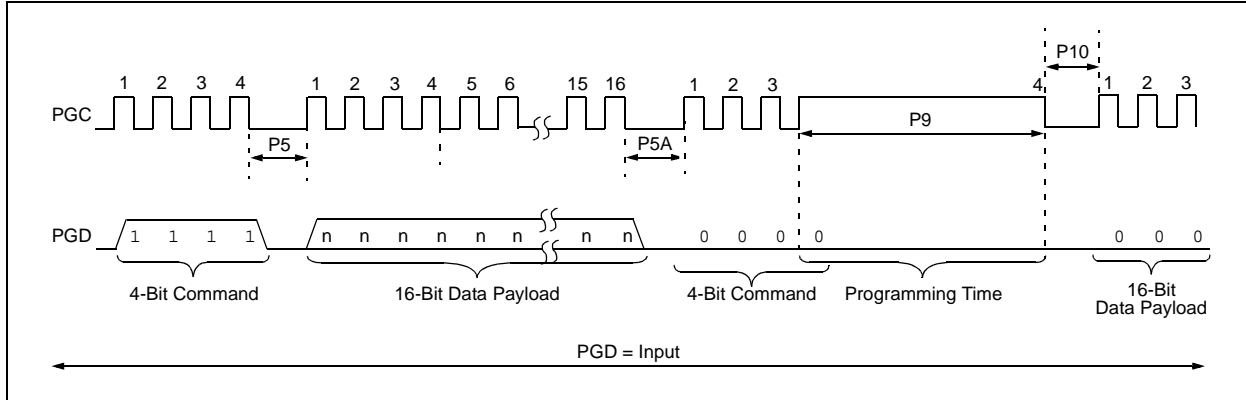 P10
1 2 3 4 1 2 3 4 5 6 15 16 1 2 3 4 1 2 3
PGC
P5 P5A P9
PGD 1 1 1 1 n n n n n n n n 0 0 0 0 0 0 0
4-Bit Command 16-Bit Data Payload 4-Bit Command Programming Time 16-Bit
Data Payload
PGD = Input